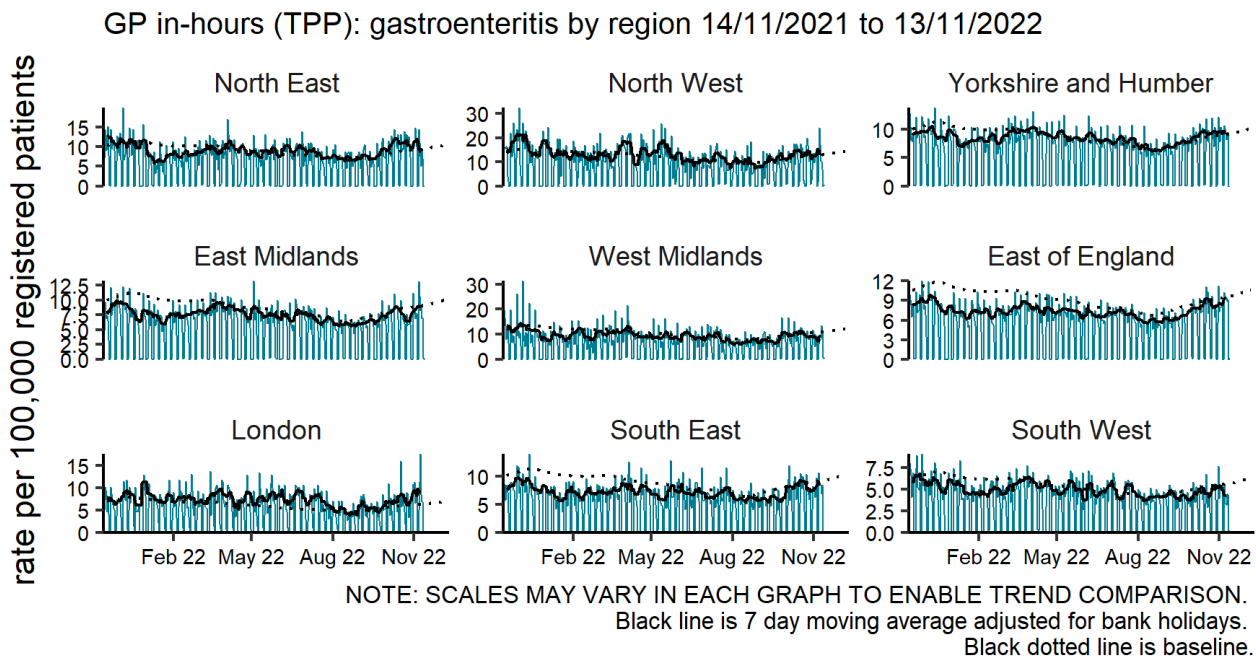 GP in-hours (TPP): gastroenteritis by region 14/11/2021 to 13/11/2022
rate per 100,000 registered patients
North East
15
10
5
0
North West
30
20
10
0
Yorkshire and Humber
10
5
0
East Midlands
12.5
10.0
7.5
5.0
2.5
0.0
West Midlands
30
20
10
0
East of England
12
9
6
3
0
London
15
10
5
0
Feb 22 May 22 Aug 22 Nov 22
South East
10
5
0
Feb 22 May 22 Aug 22 Nov 22
South West
7.5
5.0
2.5
0.0
Feb 22 May 22 Aug 22 Nov 22
NOTE: SCALES MAY VARY IN EACH GRAPH TO ENABLE TREND COMPARISON.
Black line is 7 day moving average adjusted for bank holidays.
Black dotted line is baseline.